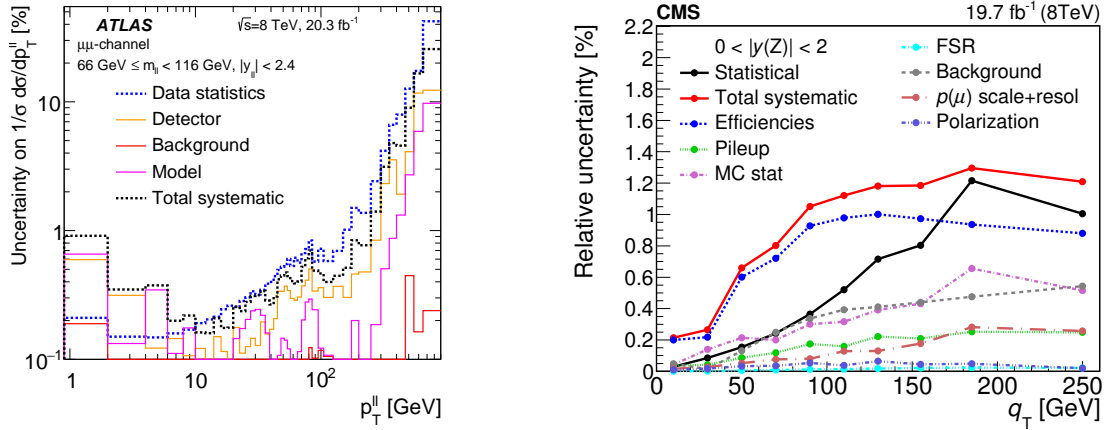 ATLAS
√s=8 TeV, 20.3 fb⁻¹
μμ-channel
66 GeV ≤ m_ll < 116 GeV, |y_ll| < 2.4
Data statistics
Detector
Background
Model
Total systematic
Uncertainty on 1/σ dσ/dp_T^ll [%]
10
1
10⁻¹
1
10
10²
p_T^ll [GeV]
CMS
19.7 fb⁻¹ (8TeV)
0 < |y(Z)| < 2
Statistical
Total systematic
Efficiencies
Pileup
MC stat
FSR
Background
p(μ) scale+resol
Polarization
Relative uncertainty [%]
2
1.8
1.6
1.4
1.2
1
0.8
0.6
0.4
0.2
0
0
50
100
150
200
250
q_T [GeV]